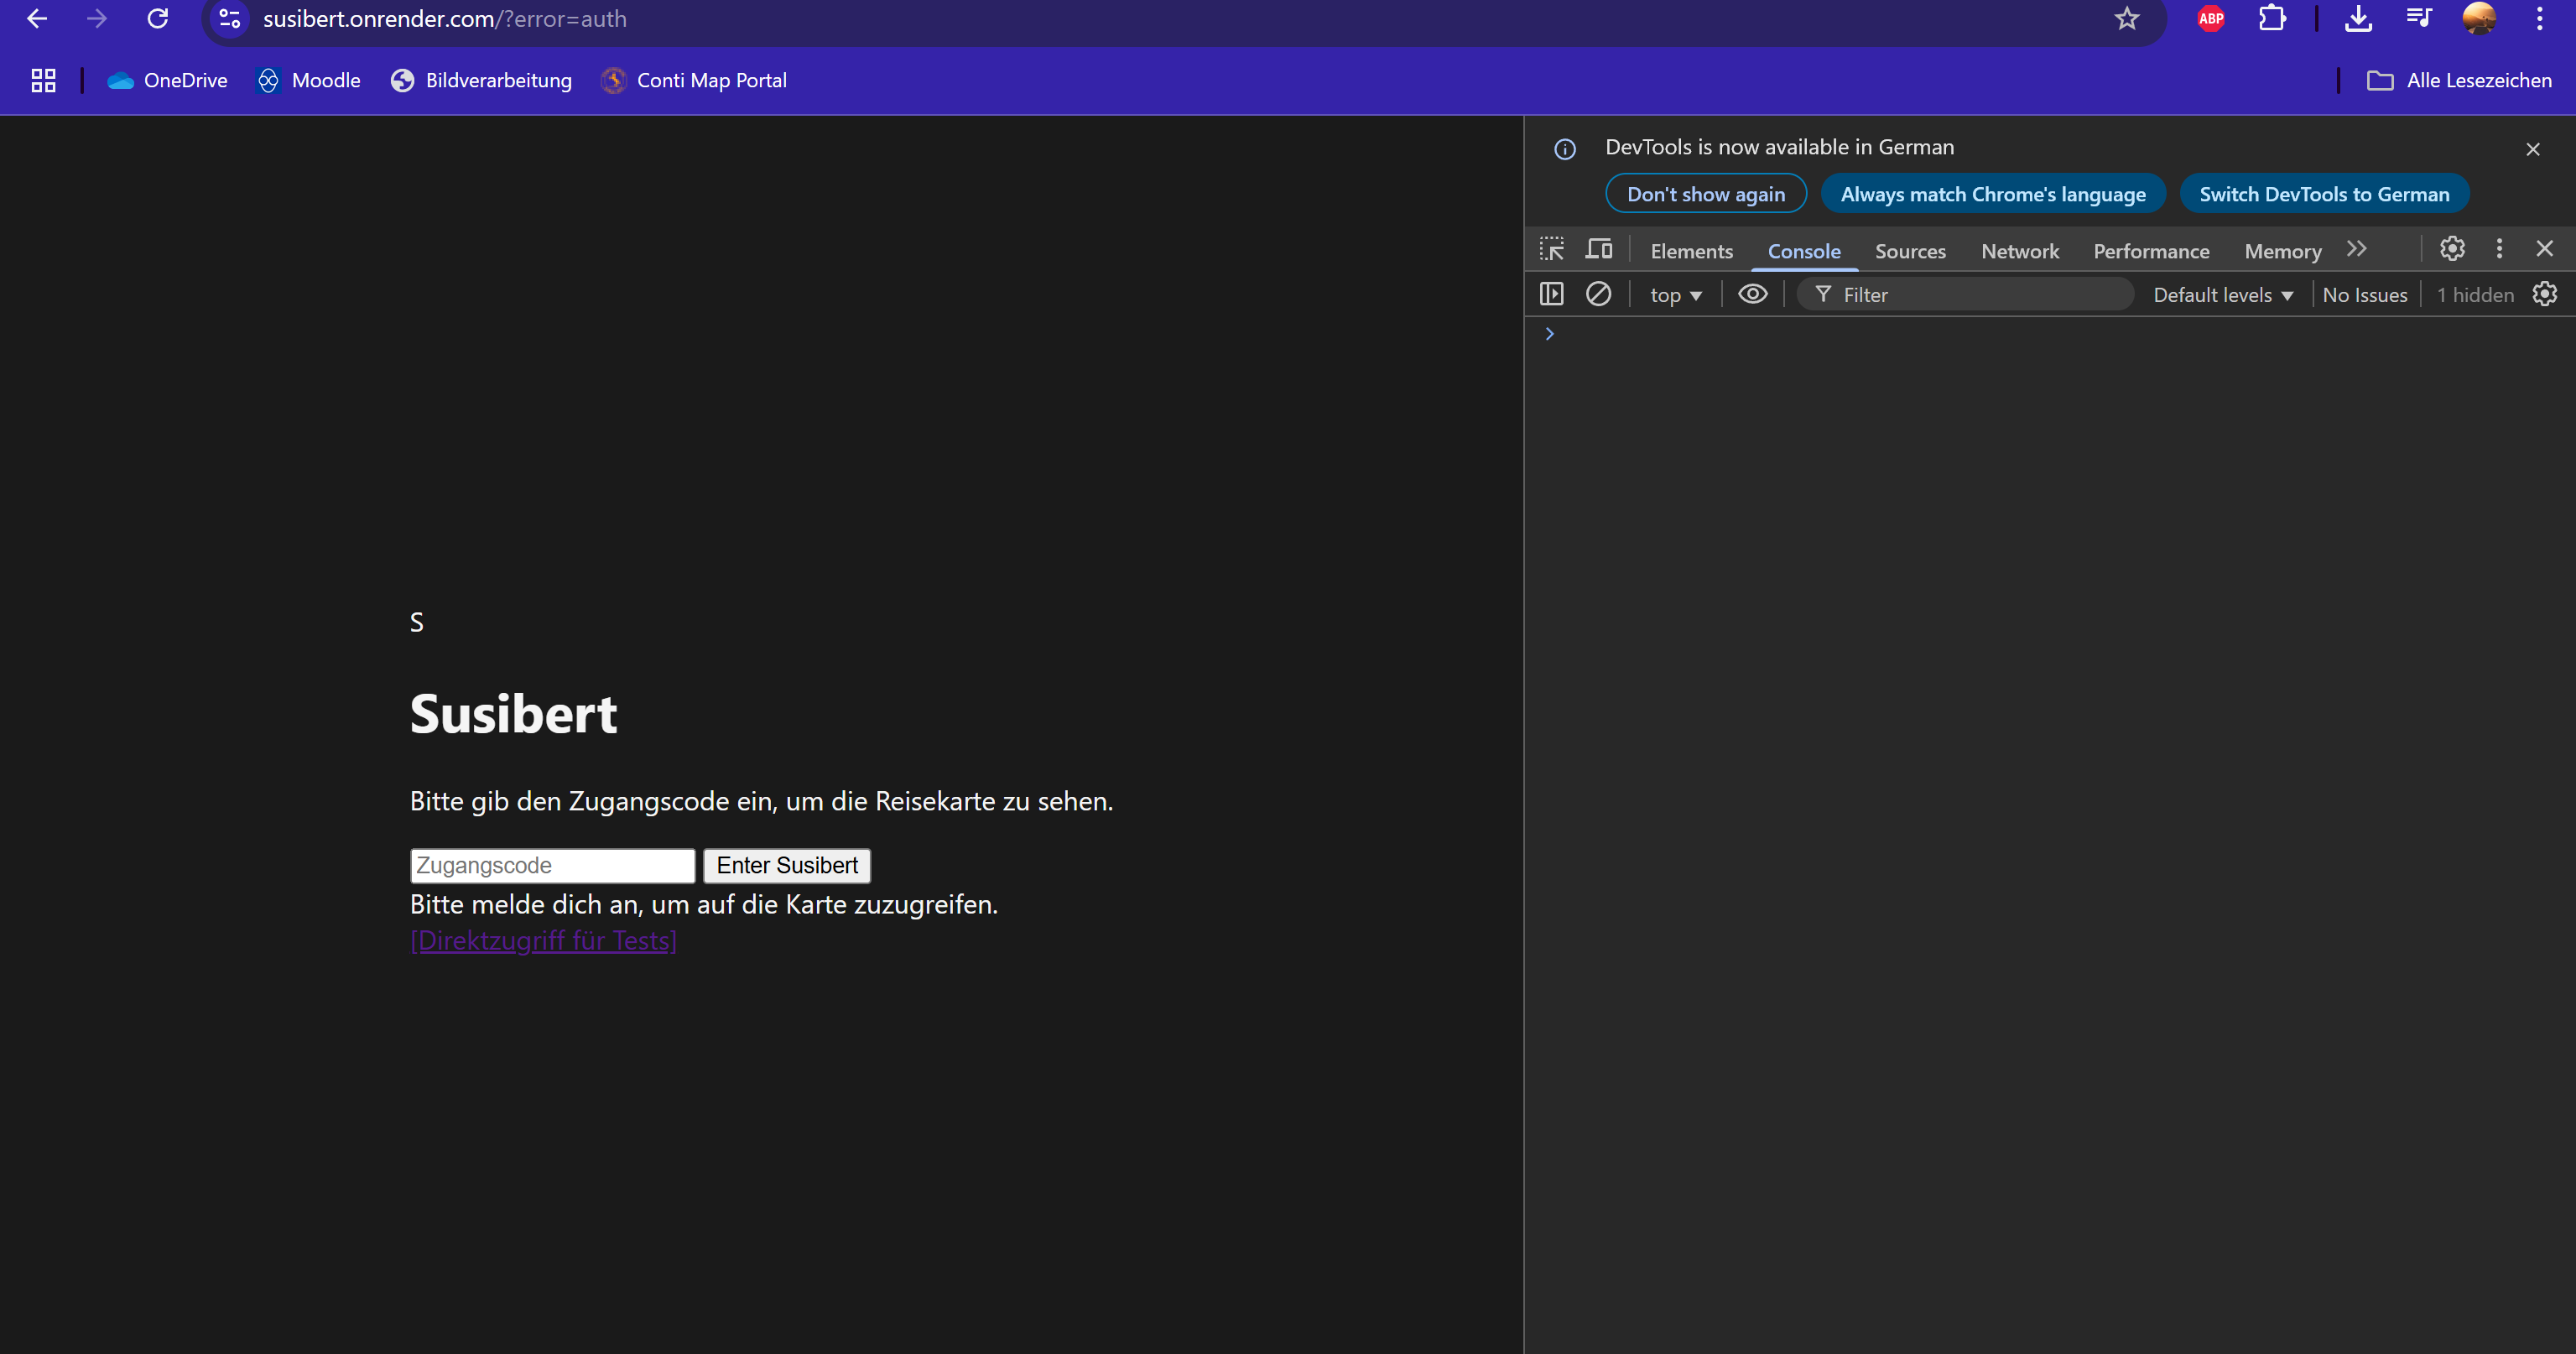 susibert.onrender.com/?error=auth
ABP
OneDrive
Moodle
Bildverarbeitung
Conti Map Portal
Alle Lesezeichen
DevTools is now available in German
Don't show again
Always match Chrome's language
Switch DevTools to German
Elements
Console
Sources
Network
Performance
Memory
top
Filter
Default levels
No Issues
1 hidden
S
Susibert
Bitte gib den Zugangscode ein, um die Reisekarte zu sehen.
Zugangscode
Enter Susibert
Bitte melde dich an, um auf die Karte zuzugreifen.
[Direktzugriff für Tests]